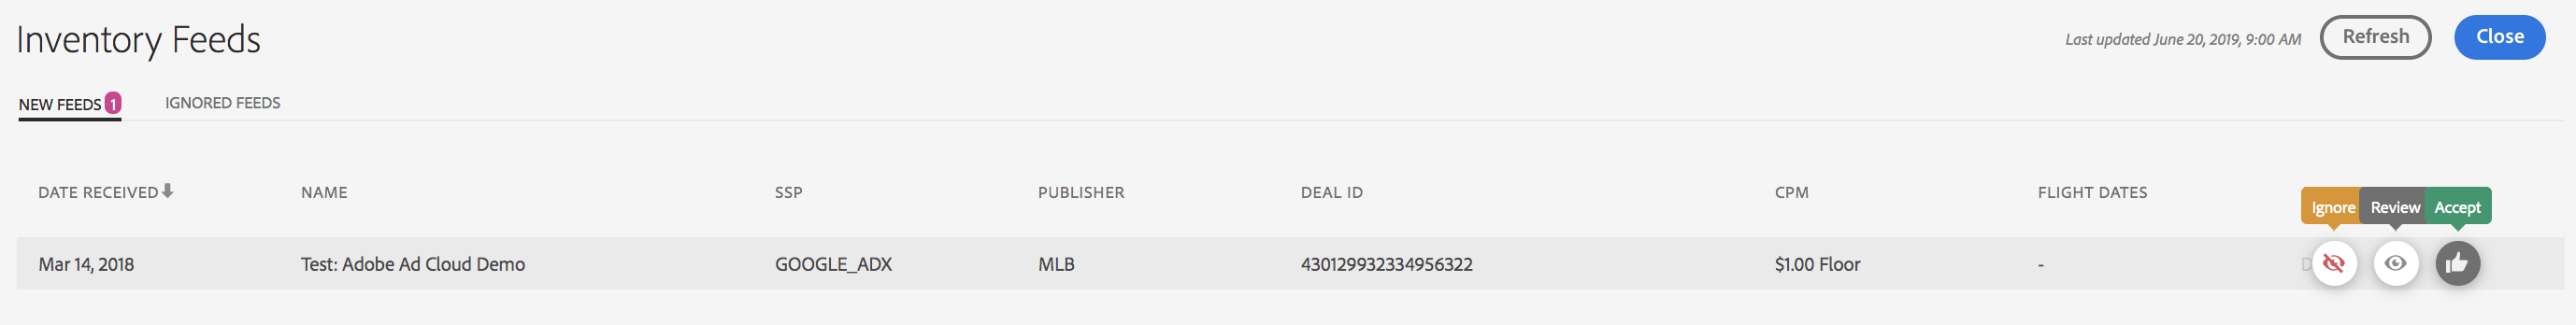 Inventory Feeds
Last updated June 20, 2019, 9:00 AM Refresh Close
NEW FEEDS 1 IGNORED FEEDS
DATE RECEIVED NAME SSP PUBLISHER DEAL ID CPM FLIGHT DATES
Ignore Review Accept
Mar 14, 2018 Test: Adobe Ad Cloud Demo GOOGLE_ADX MLB 430129932334956322 $1.00 Floor -